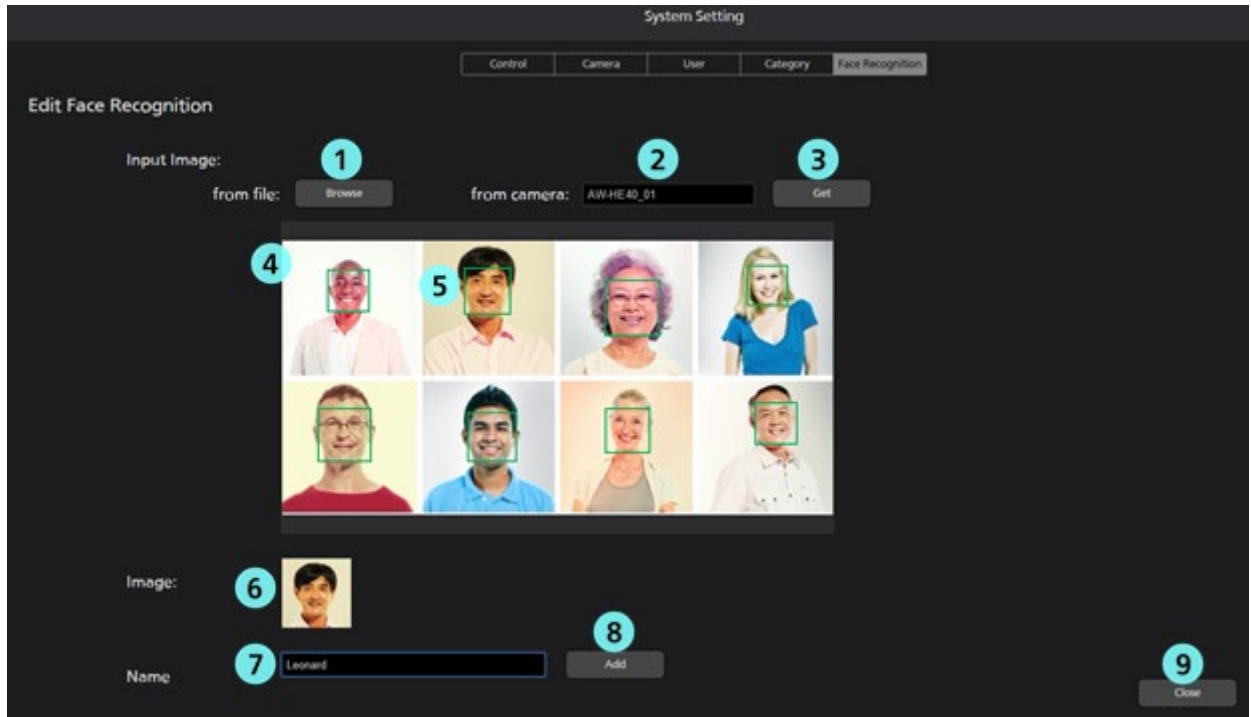 System Setting
Control Camera User Category Face Recognition
Edit Face Recognition
1 2 3
Input Image:
from file: Browse from camera: AW-HE40_01 Get
4
5
Image: 6
8
7 Leonard Add
Name
9
Close